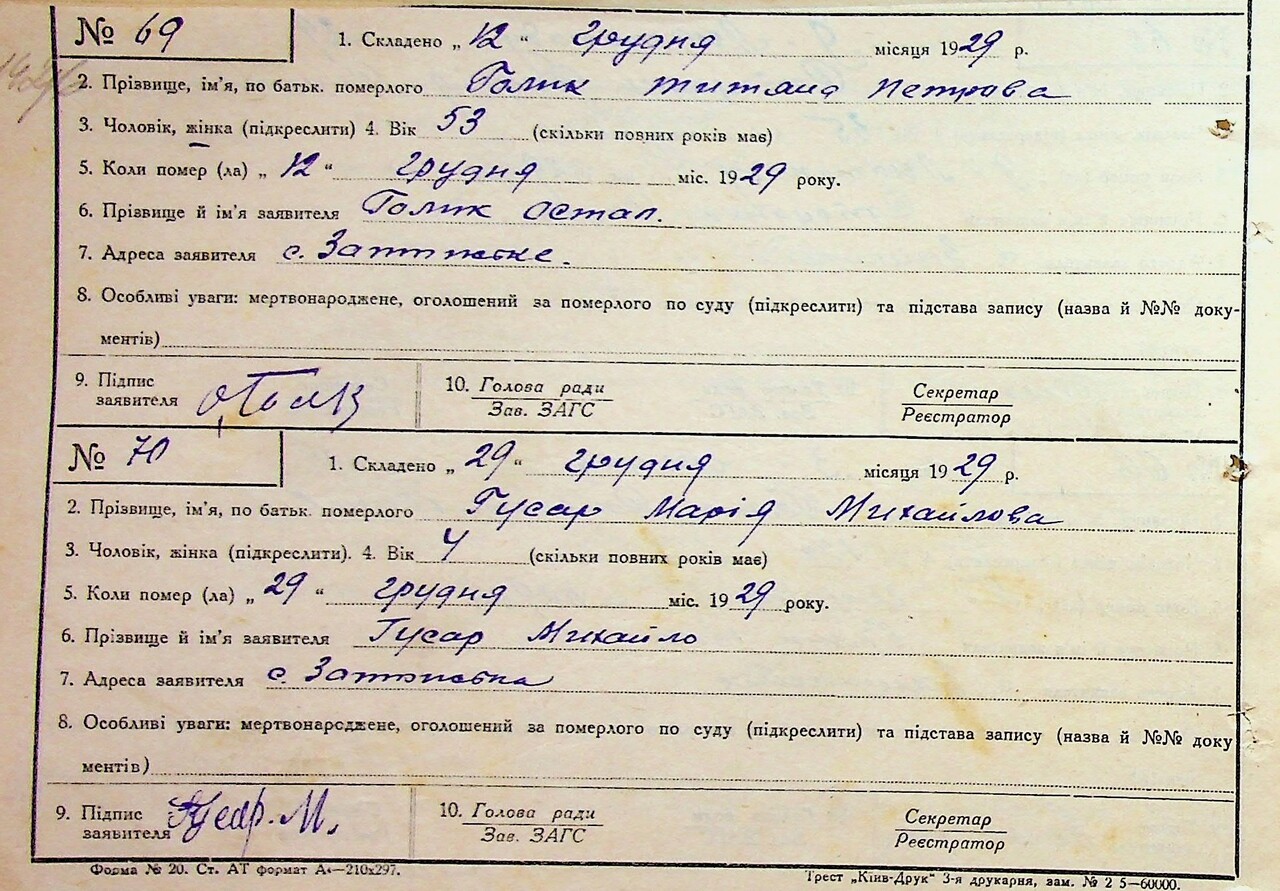 № 69
1. Складено „ 12 “ грудня місяця 1929 р.
2. Прізвище, ім'я, по батьк. померлого Голик Титяна Петрова
3. Чоловік, жінка (підкреслити) 4. Вік 53 (скільки повних років має)
5. Коли помер (ла) „ 12 “ грудня міс. 1929 року.
6. Прізвище й ім'я заявителя Голик Остап.
7. Адреса заявителя с.
8. Особливі уваги: мертвонароджене, оголошений за померлого по суду (підкреслити) та підстава запису (назва й №№ доку-
ментів)
9. Підпис заявителя
10. Голова ради
Зав. ЗАГС
Секретар
Реєстратор
№ 70
1. Складено „ 29 “ грудня місяця 1929 р.
2. Прізвище, ім'я, по батьк. померлого Гусар Марія Михайлова
3. Чоловік, жінка (підкреслити). 4. Вік 4 (скільки повних років має)
5. Коли помер (ла) „ 29 “ грудня міс. 1929 року.
6. Прізвище й ім'я заявителя Гусар Михайло
7. Адреса заявителя с.
8. Особливі уваги: мертвонароджене, оголошений за померлого по суду (підкреслити) та підстава запису (назва й №№ доку
ментів)
9. Підпис заявителя Гусар. М.
10. Голова ради
Зав. ЗАГС
Секретар
Реєстратор
Форма № 20. Ст. АТ формат А4—210х297.
Трест „Київ-Друк“ 3-я друкарня, зам. № 2 5—60000.